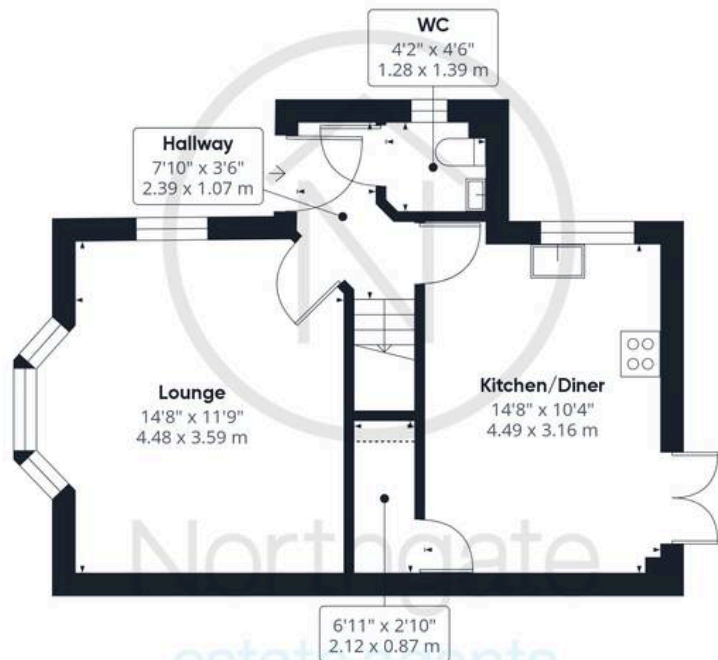 WC
4'2" x 4'6"
1.28 x 1.39 m
Hallway
7'10" x 3'6"
2.39 x 1.07 m
N
Lounge
14'8" x 11'9"
4.48 x 3.59 m
Kitchen/Diner
14'8" x 10'4"
4.49 x 3.16 m
Northgate
6'11" x 2'10"
2.12 x 0.87 m
estate agents